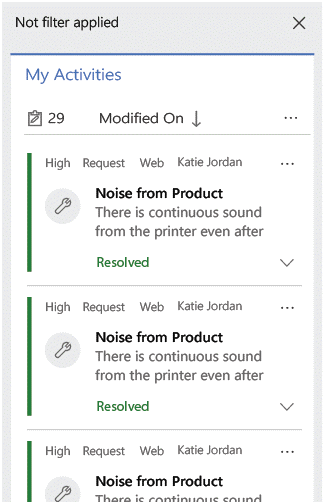 Not filter applied
My Activities
29 Modified On
High Request Web Katie Jordan
Noise from Product
There is continuous sound
from the printer even after
Resolved
High Request Web Katie Jordan
Noise from Product
There is continuous sound
from the printer even after
Resolved
High Request Web Katie Jordan
Noise from Product
There is continuous sound